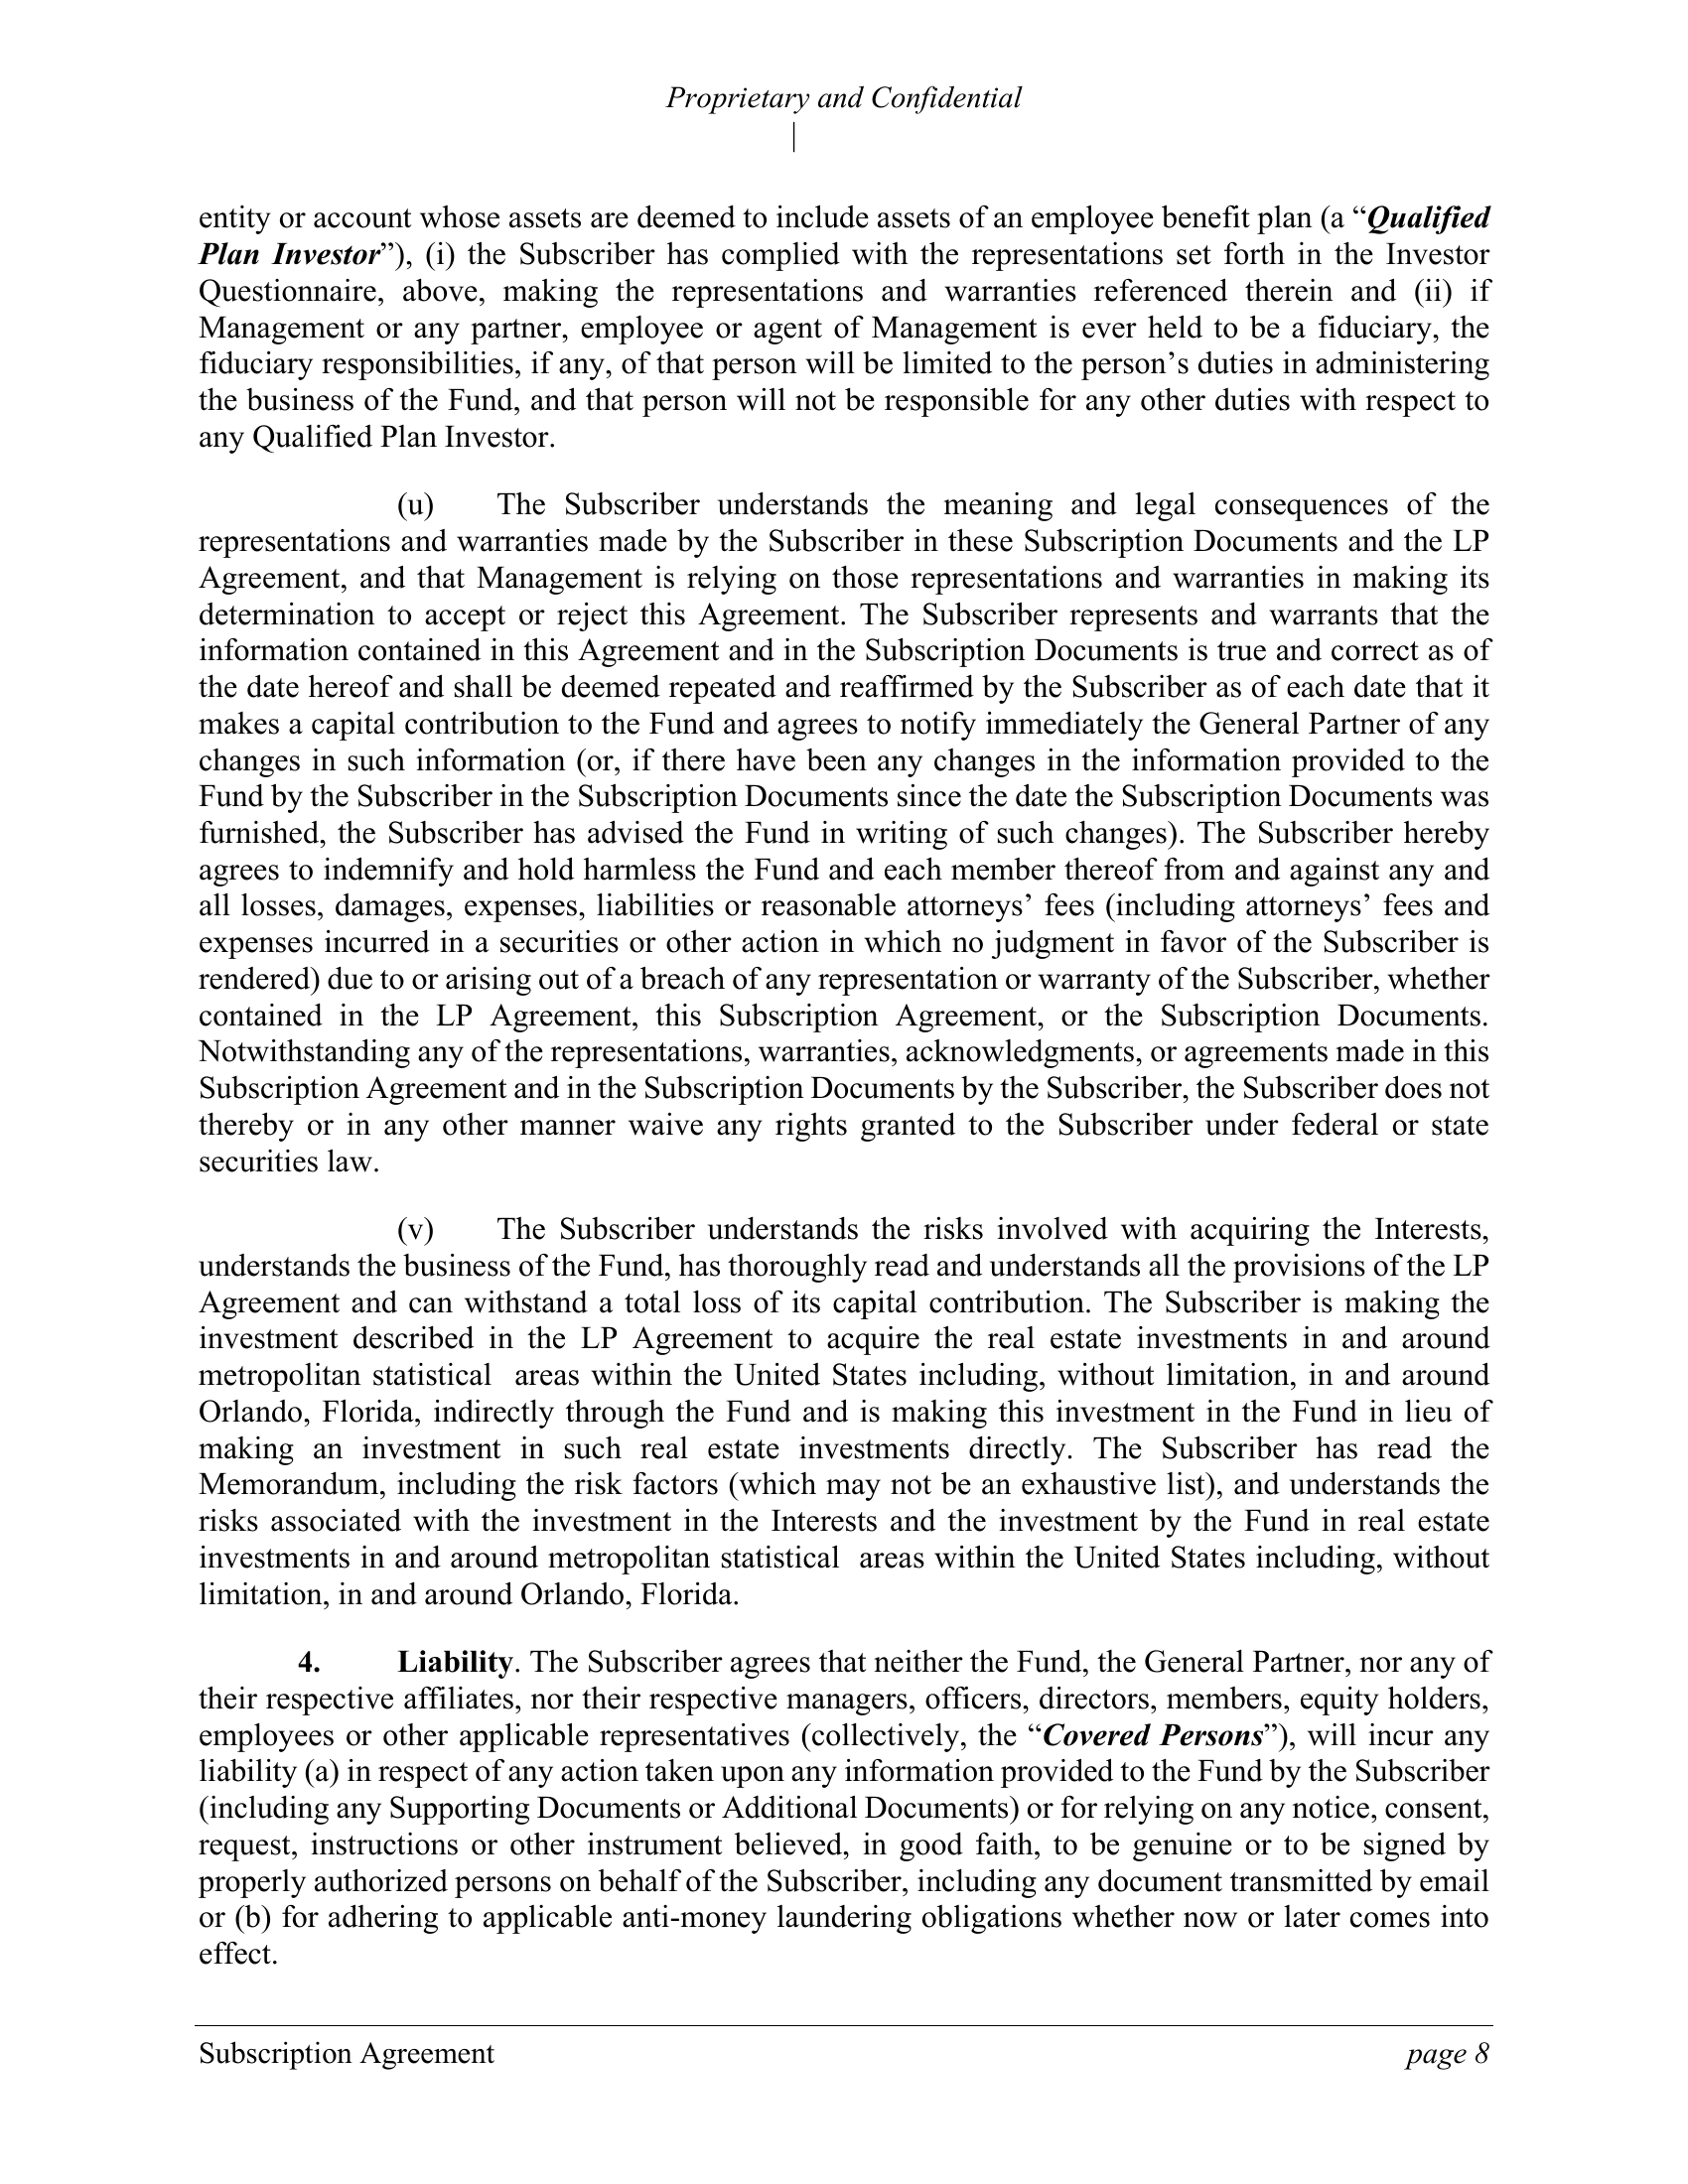 Proprietary and Confidential
|
entity or account whose assets are deemed to include assets of an employee benefit plan (a “Qualified
Plan Investor”), (i) the Subscriber has complied with the representations set forth in the Investor
Questionnaire, above, making the representations and warranties referenced therein and (ii) if
Management or any partner, employee or agent of Management is ever held to be a fiduciary, the
fiduciary responsibilities, if any, of that person will be limited to the person’s duties in administering
the business of the Fund, and that person will not be responsible for any other duties with respect to
any Qualified Plan Investor.
(u) The Subscriber understands the meaning and legal consequences of the
representations and warranties made by the Subscriber in these Subscription Documents and the LP
Agreement, and that Management is relying on those representations and warranties in making its
determination to accept or reject this Agreement. The Subscriber represents and warrants that the
information contained in this Agreement and in the Subscription Documents is true and correct as of
the date hereof and shall be deemed repeated and reaffirmed by the Subscriber as of each date that it
makes a capital contribution to the Fund and agrees to notify immediately the General Partner of any
changes in such information (or, if there have been any changes in the information provided to the
Fund by the Subscriber in the Subscription Documents since the date the Subscription Documents was
furnished, the Subscriber has advised the Fund in writing of such changes). The Subscriber hereby
agrees to indemnify and hold harmless the Fund and each member thereof from and against any and
all losses, damages, expenses, liabilities or reasonable attorneys’ fees (including attorneys’ fees and
expenses incurred in a securities or other action in which no judgment in favor of the Subscriber is
rendered) due to or arising out of a breach of any representation or warranty of the Subscriber, whether
contained in the LP Agreement, this Subscription Agreement, or the Subscription Documents.
Notwithstanding any of the representations, warranties, acknowledgments, or agreements made in this
Subscription Agreement and in the Subscription Documents by the Subscriber, the Subscriber does not
thereby or in any other manner waive any rights granted to the Subscriber under federal or state
securities law.
(v) The Subscriber understands the risks involved with acquiring the Interests,
understands the business of the Fund, has thoroughly read and understands all the provisions of the LP
Agreement and can withstand a total loss of its capital contribution. The Subscriber is making the
investment described in the LP Agreement to acquire the real estate investments in and around
metropolitan statistical areas within the United States including, without limitation, in and around
Orlando, Florida, indirectly through the Fund and is making this investment in the Fund in lieu of
making an investment in such real estate investments directly. The Subscriber has read the
Memorandum, including the risk factors (which may not be an exhaustive list), and understands the
risks associated with the investment in the Interests and the investment by the Fund in real estate
investments in and around metropolitan statistical areas within the United States including, without
limitation, in and around Orlando, Florida.
4. Liability. The Subscriber agrees that neither the Fund, the General Partner, nor any of
their respective affiliates, nor their respective managers, officers, directors, members, equity holders,
employees or other applicable representatives (collectively, the “Covered Persons”), will incur any
liability (a) in respect of any action taken upon any information provided to the Fund by the Subscriber
(including any Supporting Documents or Additional Documents) or for relying on any notice, consent,
request, instructions or other instrument believed, in good faith, to be genuine or to be signed by
properly authorized persons on behalf of the Subscriber, including any document transmitted by email
or (b) for adhering to applicable anti-money laundering obligations whether now or later comes into
effect.
Subscription Agreement page 8